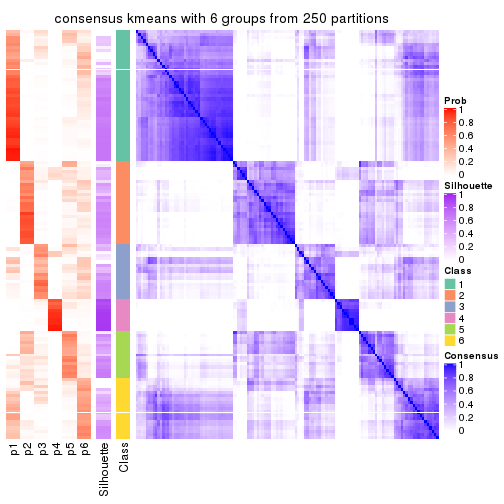 consensus kmeans with 6 groups from 250 partitions
Prob
1
0.8
0.6
0.4
0.2
0
Silhouette
1
0.8
0.6
0.4
0.2
0
Class
1
2
3
4
5
6
Consensus
1
0.8
0.6
0.4
0.2
0
p1
p2
p3
p4
p5
p6
Silhouette
Class